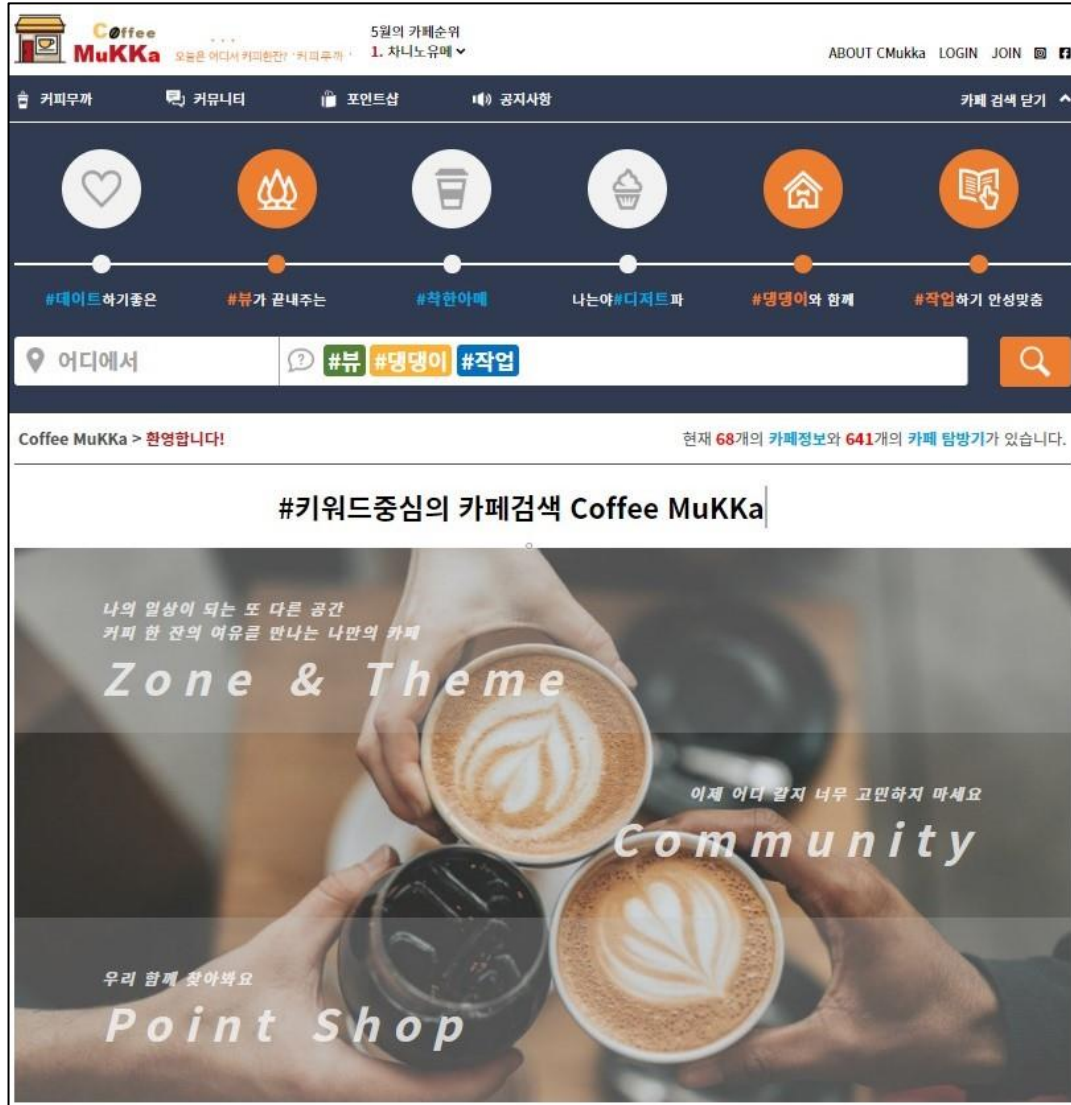 Coffee
MuKKa
오늘은 어디서 커피한잔? '커피무까'
5월의 카페순위
1. 차니노유메
ABOUT CMukka LOGIN JOIN
커피무까 커뮤니티 포인트샵 공지사항 카페 검색 닫기
#데이트하기좋은 #뷰가 끝내주는 #착한아메 나는야#디저트파 #댕댕이와 함께 #작업하기 안성맞춤
어디에서 #뷰 #댕댕이 #작업
Coffee MuKKa > 환영합니다! 현재 68개의 카페정보와 641개의 카페 탐방기가 있습니다.
#키워드중심의 카페검색 Coffee MuKKa
나의 일상이 되는 또 다른 공간
커피 한 잔의 여유를 만나는 나만의 카페
Zone & Theme
이제 어디 갈지 너무 고민하지 마세요
Community
우리 함께 찾아봐요
Point Shop